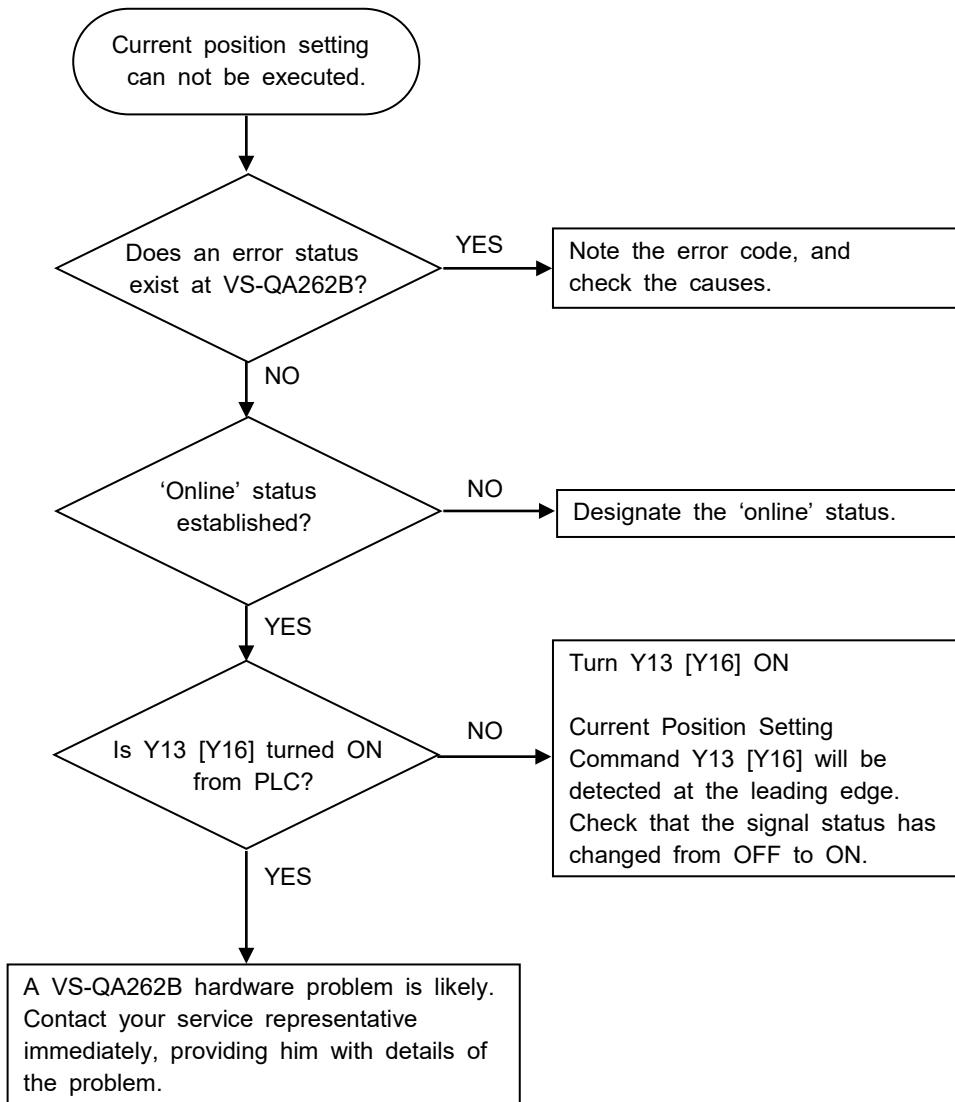 Current position setting
can not be executed.
Does an error status
exist at VS-QA262B?
YES
Note the error code, and
check the causes.
NO
‘Online’ status
established?
NO
Designate the ‘online’ status.
YES
Is Y13 [Y16] turned ON
from PLC?
NO
Turn Y13 [Y16] ON
Current Position Setting
Command Y13 [Y16] will be
detected at the leading edge.
Check that the signal status has
changed from OFF to ON.
YES
A VS-QA262B hardware problem is likely.
Contact your service representative
immediately, providing him with details of
the problem.